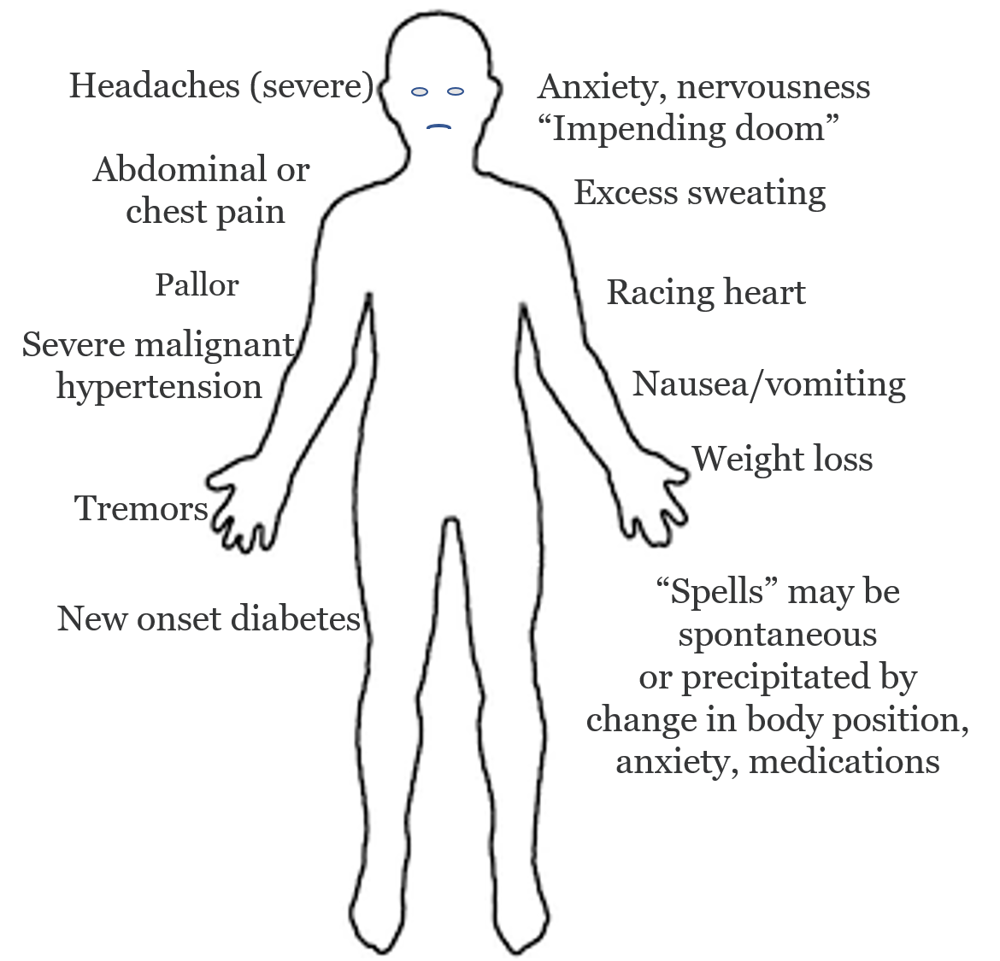 Headaches (severe)
Anxiety, nervousness
“Impending doom”
Abdominal or
chest pain
Excess sweating
Pallor
Racing heart
Severe malignant
hypertension
Nausea/vomiting
Weight loss
Tremors
New onset diabetes
“Spells” may be
spontaneous
or precipitated by
change in body position,
anxiety, medications